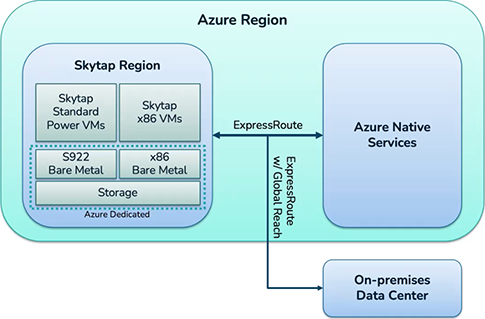 Azure Region
Skytap Region
Skytap
Standard
Power VMs
Skytap
x86 VMs
S922
Bare Metal
x86
Bare Metal
Storage
Azure Dedicated
ExpressRoute
ExpressRoute
w/ Global Reach
Azure Native
Services
On-premises
Data Center